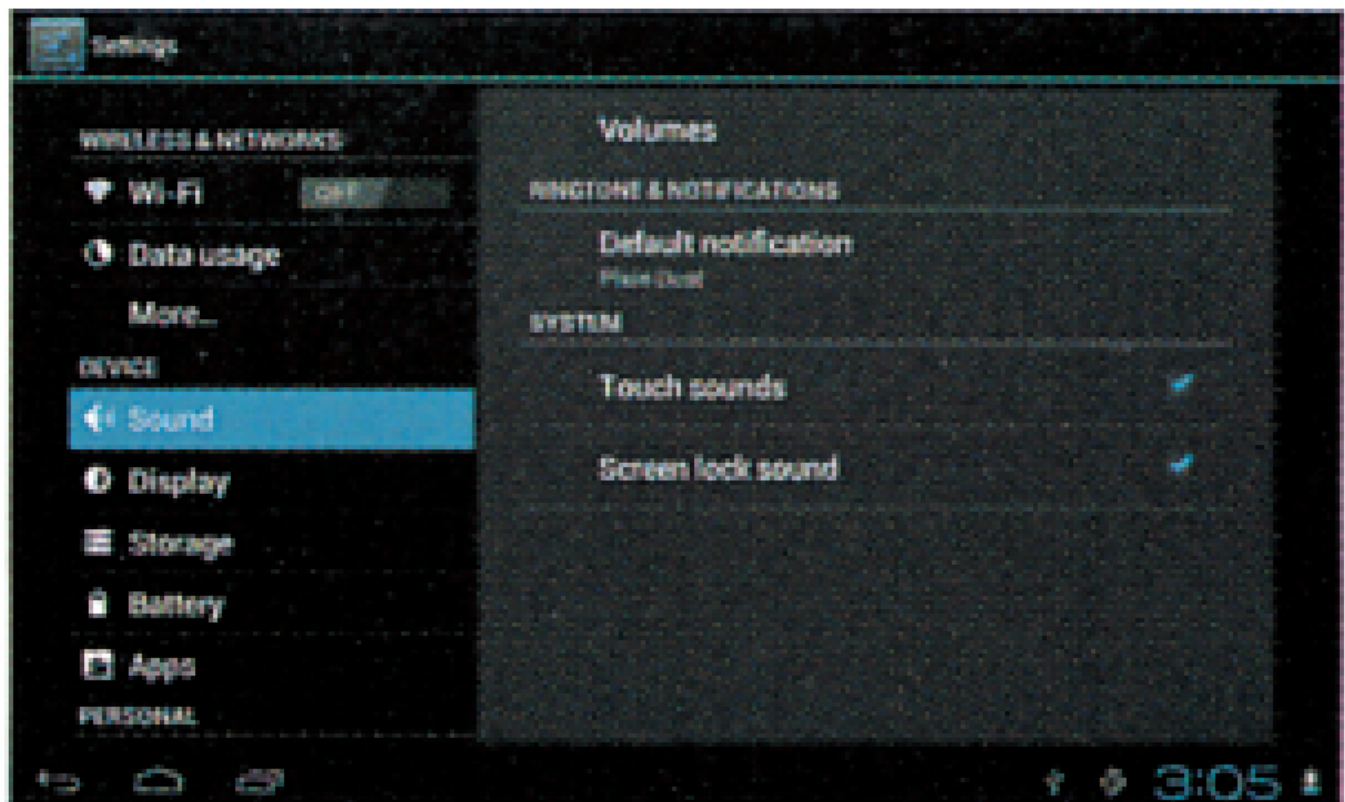 Settings
WIRELESS & NETWORKS
Wi-Fi OFF
Data usage
More...
DEVICE
Sound
Display
Storage
Battery
Apps
PERSONAL
Volumes
RINGTONE & NOTIFICATIONS
Default notification
SYSTEM
Touch sounds
Screen lock sound
3:05